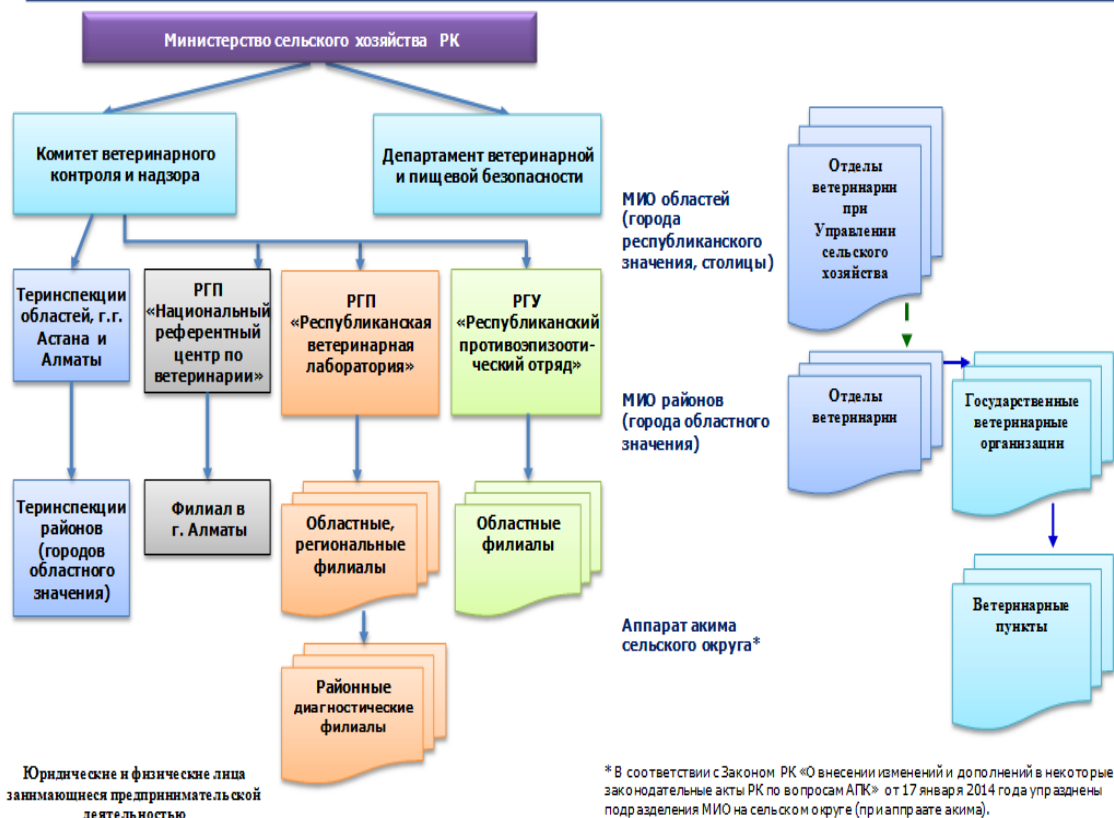 Министерство сельского хозяйства РК
Комитет ветеринарного
контроля и надзора
Департамент ветеринарной
и пищевой безопасности
Теринспекции
областей, г.г.
Астана и
Алматы
РГП
«Национальный
референтный
центр по
ветеринарии»
РГП
«Республиканская
ветеринарная
лаборатория»
РГУ
«Республиканский
противоэпизооти-
ческий отряд»
Теринспекции
районов
(городов
областного
значения)
Филиал в
г. Алматы
Областные,
региональные
филиалы
Областные
филиалы
Районные
диагностические
филиалы
Юридические и физические лица
занимающиеся предпринимательской
деятельностью
МИО областей
(города
республиканского
значения, столицы)
Отделы
ветеринарии
при
Управлении
сельского
хозяйства
МИО районов
(города областного
значения)
Отделы
ветеринарии
Государственные
ветеринарные
организации
Аппарат акима
сельского округа*
Ветеринарные
пункты
* В соответствии с Законом РК «О внесении изменений и дополнений в некоторые
законодательные акты РК по вопросам АПК» от 17 января 2014 года упразднены
подразделения МИО на сельском округе (при аппраате акима).